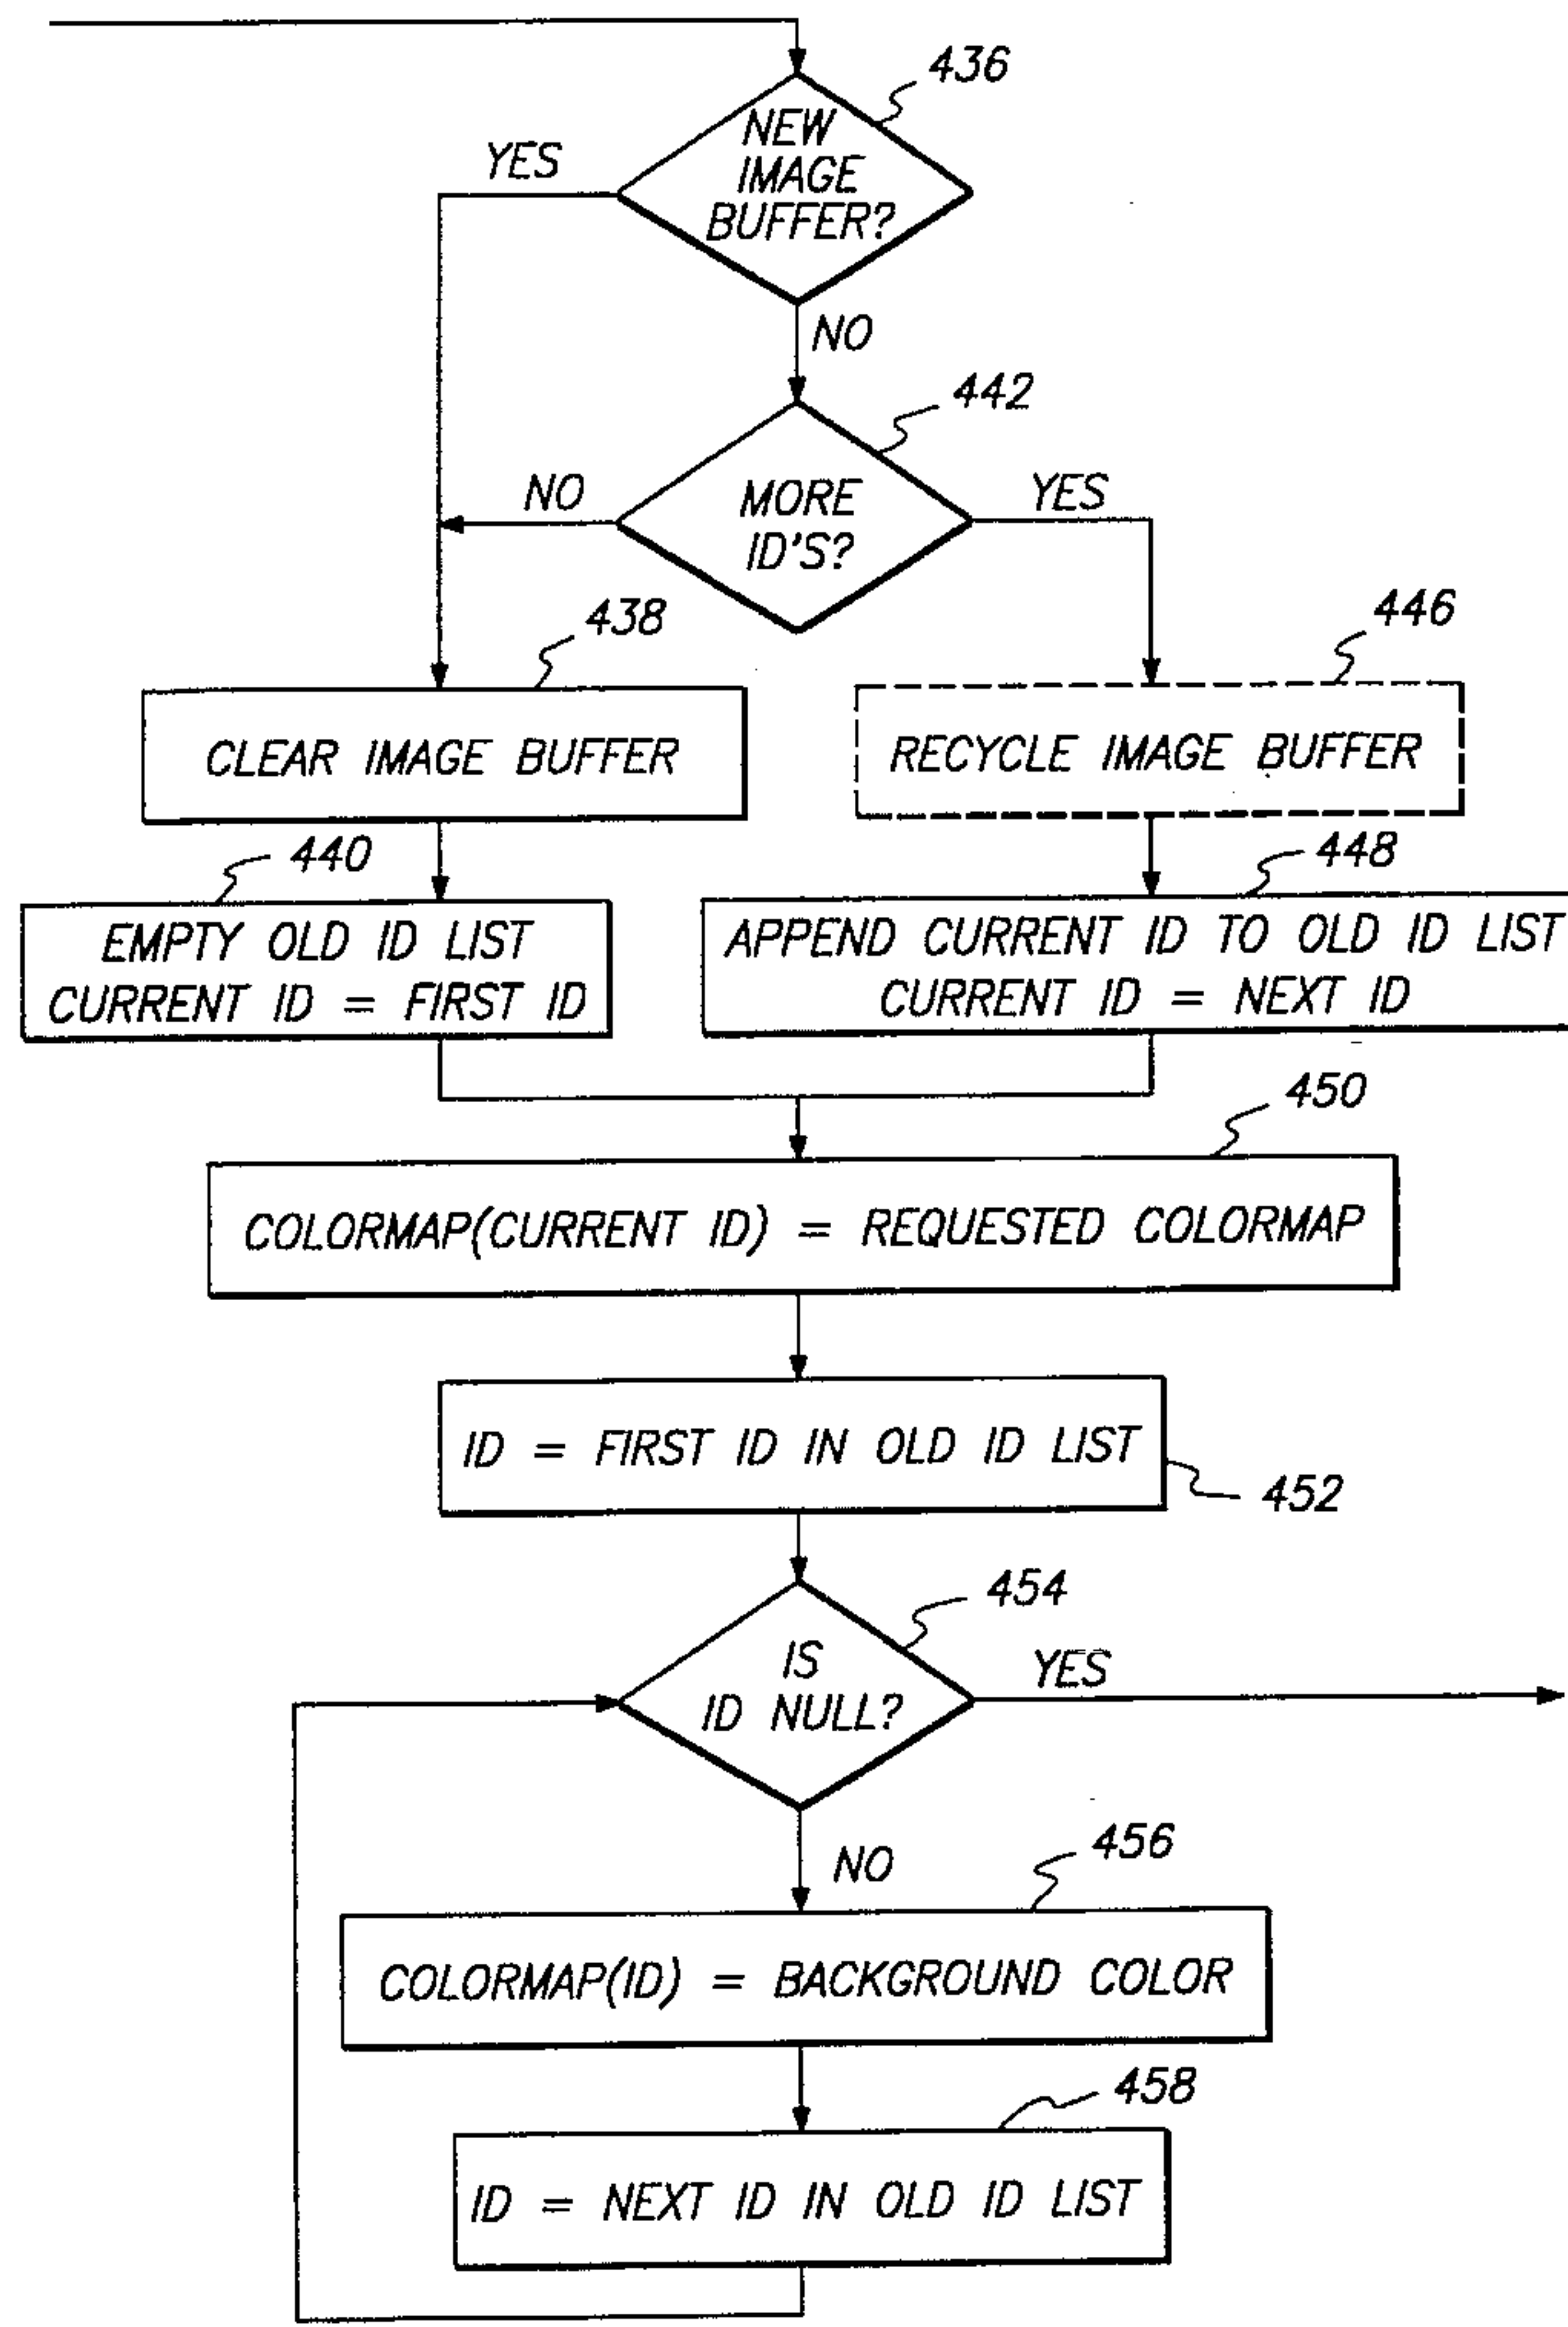 436
NEW
IMAGE
BUFFER?
YES
NO
442
MORE
ID'S?
NO
YES
438
446
CLEAR IMAGE BUFFER
RECYCLE IMAGE BUFFER
440
448
EMPTY OLD ID LIST
CURRENT ID = FIRST ID
APPEND CURRENT ID TO OLD ID LIST
CURRENT ID = NEXT ID
450
COLORMAP(CURRENT ID) = REQUESTED COLORMAP
ID = FIRST ID IN OLD ID LIST
452
454
IS
ID NULL?
YES
NO
456
COLORMAP(ID) = BACKGROUND COLOR
458
ID = NEXT ID IN OLD ID LIST